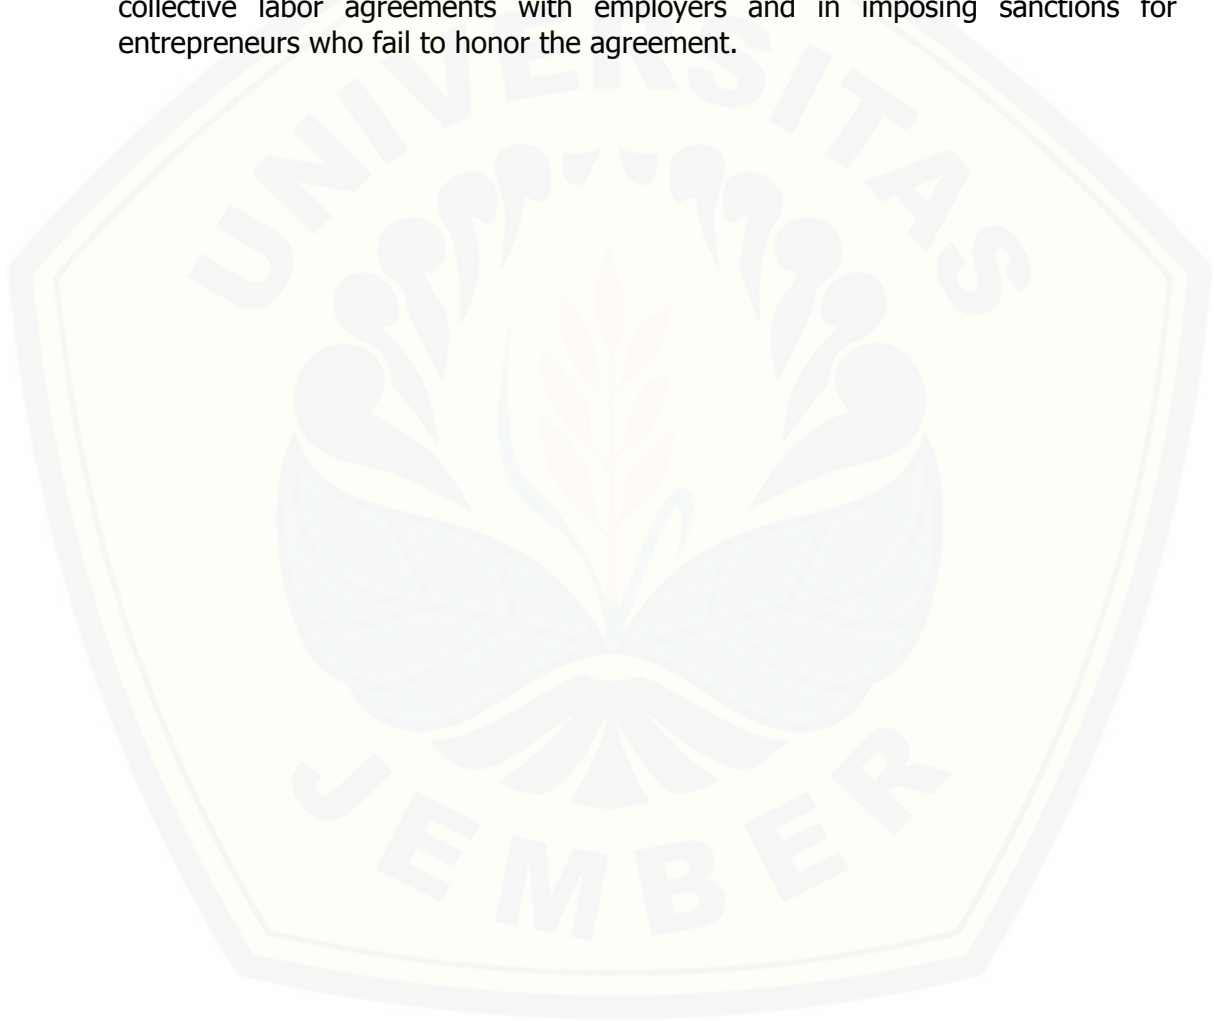 collective labor agreements with employers and in imposing sanctions for
entrepreneurs who fail to honor the agreement.
UNIVERSITAS
JEMBER